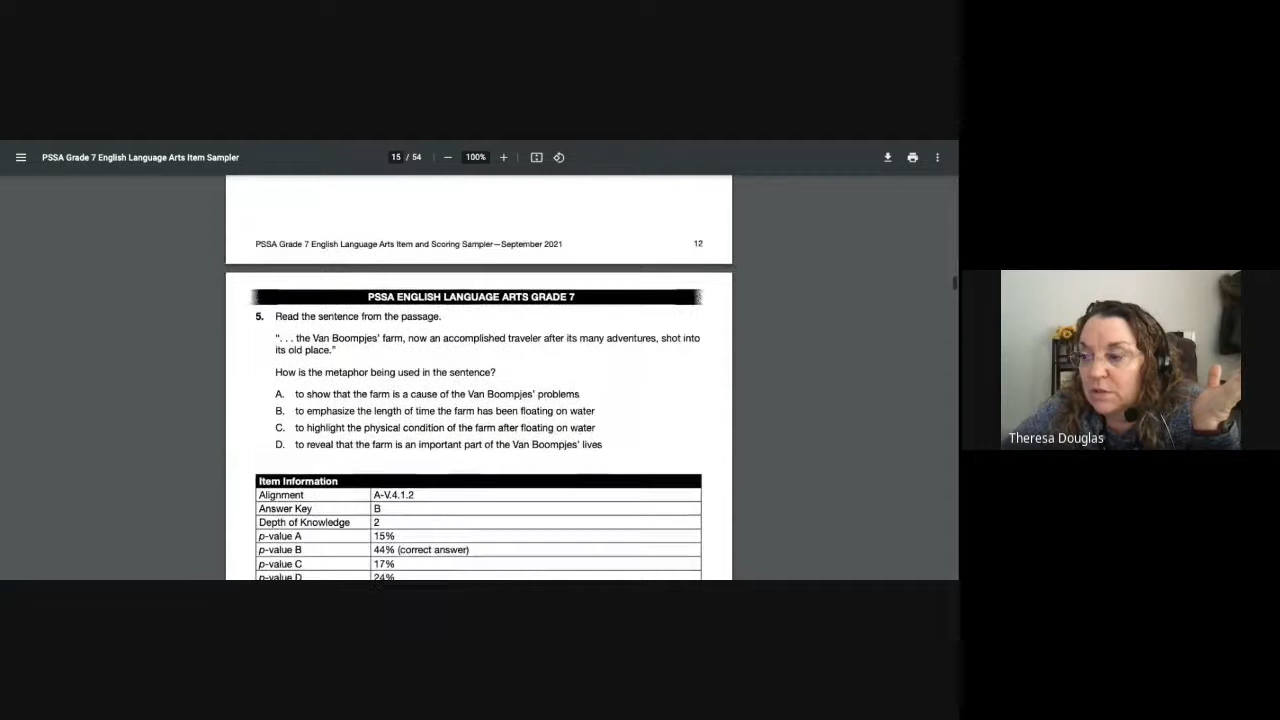 PSSA Grade 7 English Language Arts Item Sampler
15 / 54
100%
PSSA Grade 7 English Language Arts Item and Scoring Sampler—September 2021
12
PSSA ENGLISH LANGUAGE ARTS GRADE 7
5. Read the sentence from the passage.
". . . the Van Boompjes' farm, now an accomplished traveler after its many adventures, shot into
its old place."
How is the metaphor being used in the sentence?
A. to show that the farm is a cause of the Van Boompjes' problems
B. to emphasize the length of time the farm has been floating on water
C. to highlight the physical condition of the farm after floating on water
D. to reveal that the farm is an important part of the Van Boompjes' lives
Item Information
Alignment A-V.4.1.2
Answer Key B
Depth of Knowledge 2
p-value A 15%
p-value B 44% (correct answer)
p-value C 17%
p-value D 24%
Theresa Douglas